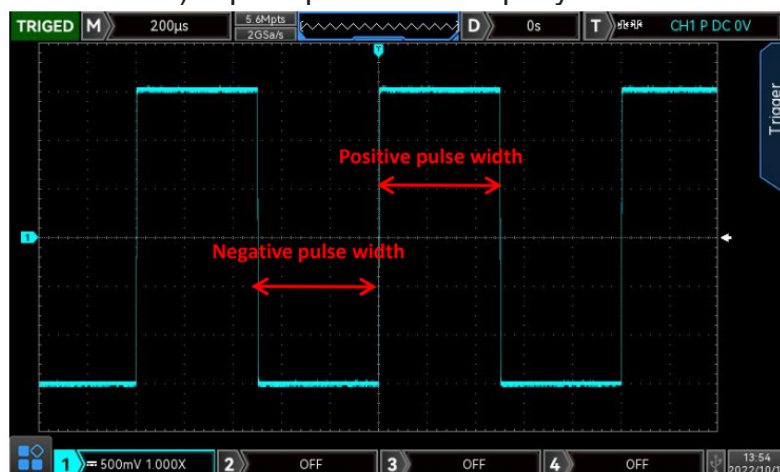 TRIGED M 200μs 5.6Mpts 2GSa/s D 0s T CH1 P DC 0V
T
Trigger
Positive pulse width
1
Negative pulse width
1 500mV 1.000X 2 OFF 3 OFF 4 OFF 13:54